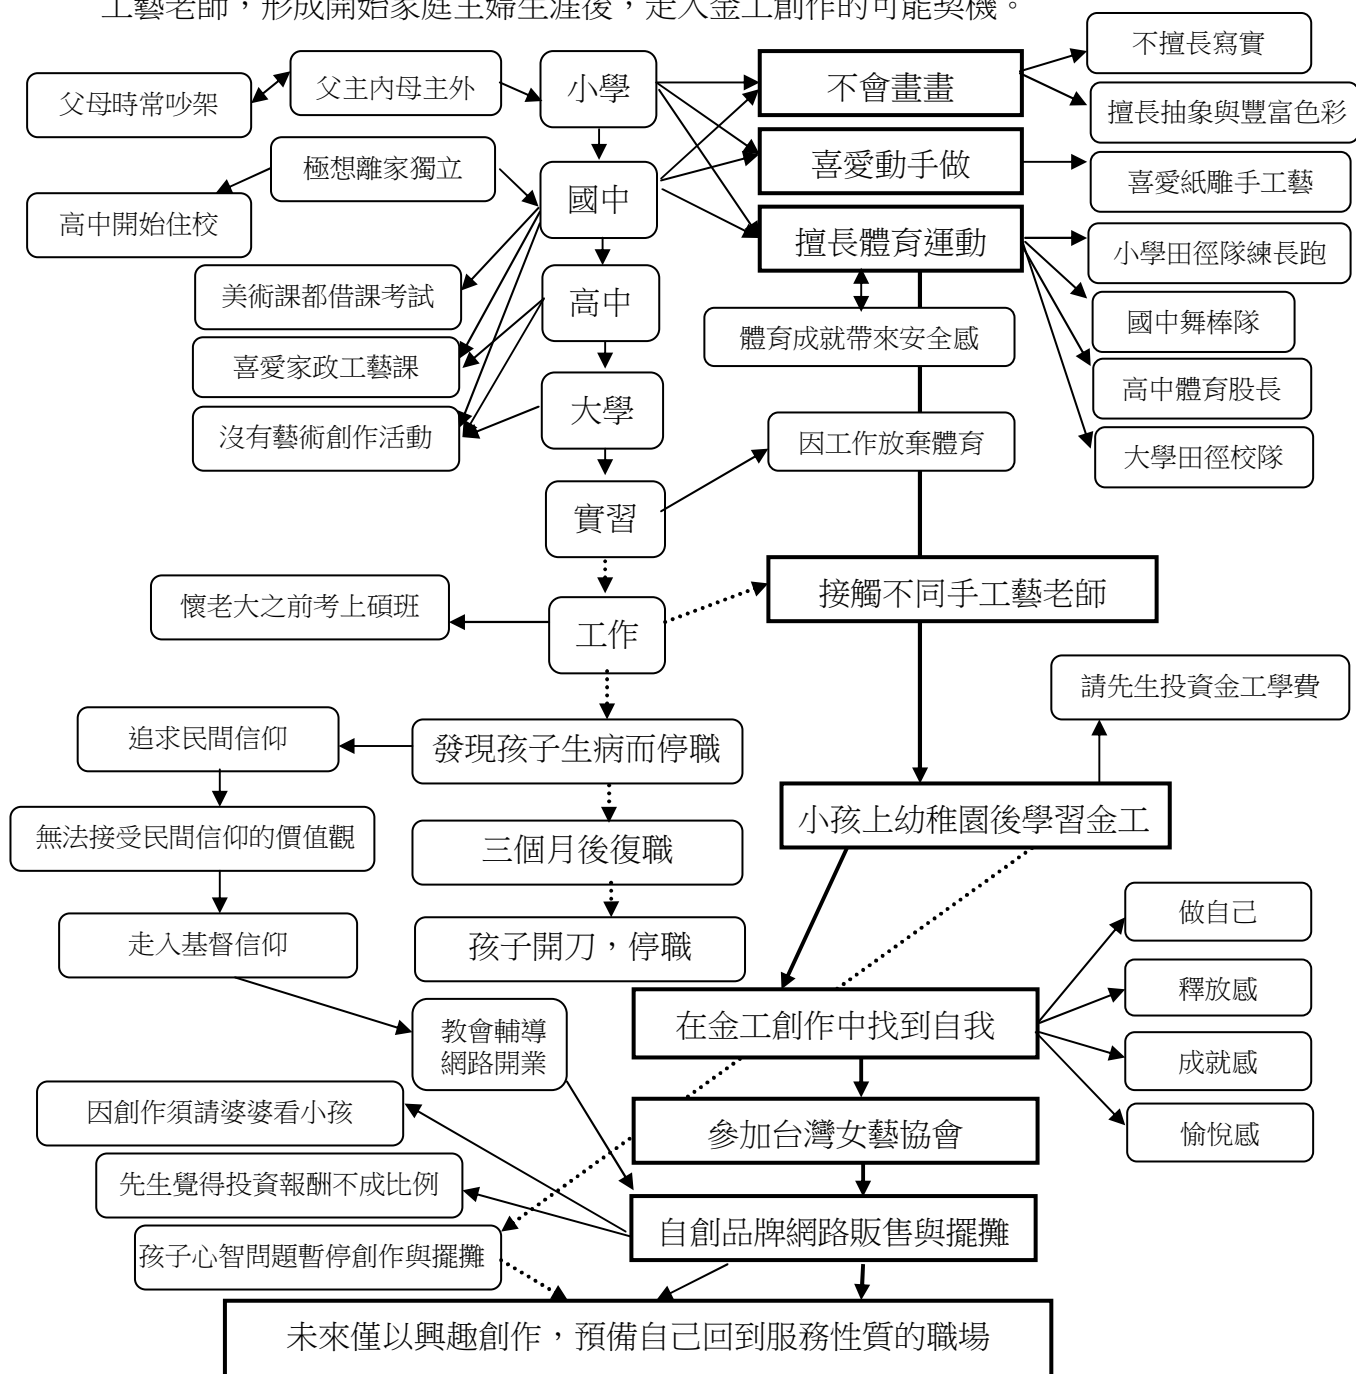 工藝老師，形成開始家庭主婦生涯後，走入金工創作的可能契機。
父母時常吵架
父主內母主外
小學
不會畫畫
不擅長寫實
擅長抽象與豐富色彩
極想離家獨立
高中開始住校
國中
喜愛動手做
喜愛紙雕手工藝
擅長體育運動
小學田徑隊練長跑
美術課都借課考試
高中
體育成就帶來安全感
國中舞棒隊
喜愛家政工藝課
高中體育股長
沒有藝術創作活動
大學
因工作放棄體育
大學田徑校隊
實習
懷老大之前考上碩班
工作
接觸不同手工藝老師
請先生投資金工學費
追求民間信仰
發現孩子生病而停職
小孩上幼稚園後學習金工
無法接受民間信仰的價值觀
三個月後復職
走入基督信仰
孩子開刀，停職
做自己
釋放感
教會輔導
網路開業
在金工創作中找到自我
成就感
因創作須請婆婆看小孩
參加台灣女藝協會
愉悅感
先生覺得投資報酬不成比例
自創品牌網路販售與擺攤
孩子心智問題暫停創作與擺攤
未來僅以興趣創作，預備自己回到服務性質的職場